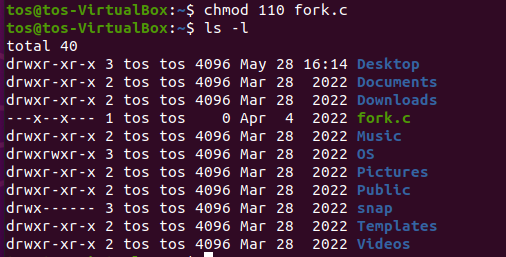 tos@tos-VirtualBox:~$ chmod 110 fork.c
tos@tos-VirtualBox:~$ ls -l
total 40
drwxr-xr-x 3 tos tos 4096 May 28 16:14 Desktop
drwxr-xr-x 2 tos tos 4096 Mar 28  2022 Documents
drwxr-xr-x 2 tos tos 4096 Mar 28  2022 Downloads
---x--x--- 1 tos tos    0 Apr  4  2022 fork.c
drwxr-xr-x 2 tos tos 4096 Mar 28  2022 Music
drwxrwxr-x 3 tos tos 4096 Mar 28  2022 OS
drwxr-xr-x 2 tos tos 4096 Mar 28  2022 Pictures
drwxr-xr-x 2 tos tos 4096 Mar 28  2022 Public
drwx------ 3 tos tos 4096 Mar 28  2022 snap
drwxr-xr-x 2 tos tos 4096 Mar 28  2022 Templates
drwxr-xr-x 2 tos tos 4096 Mar 28  2022 Videos